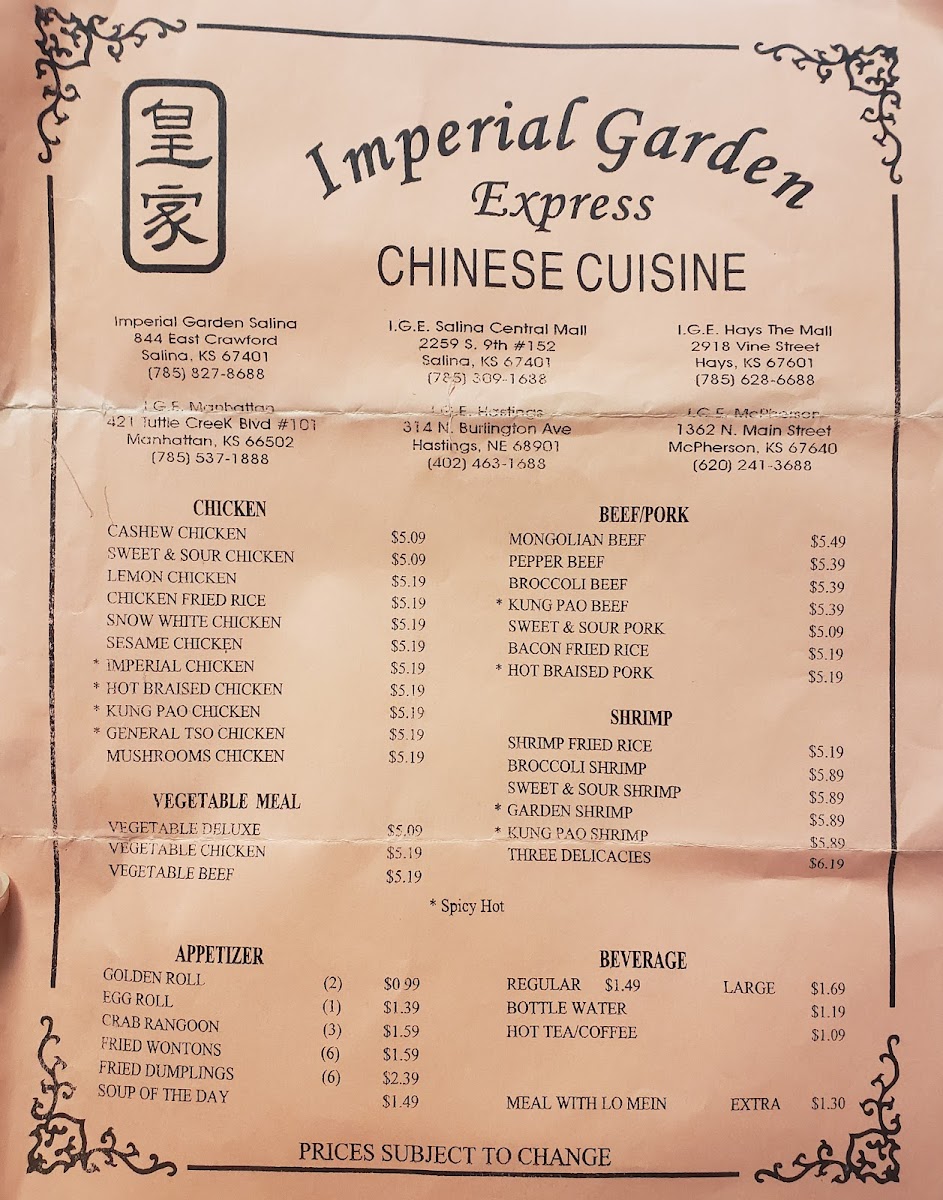 皇家
Imperial Garden
Express
CHINESE CUISINE
Imperial Garden Salina
844 East Crawford
Salina, KS 67401
(785) 827-8688
I.G.E. Salina Central Mall
2259 S. 9th #152
Salina, KS 67401
(785) 309-1688
I.G.E. Hays The Mall
2918 Vine Street
Hays, KS 67601
(785) 628-6688
I.G.E. Manhattan
421 Tuttle Creek Blvd #101
Manhattan, KS 66502
(785) 537-1888
I.G.E. Hastings
314 N. Burlington Ave
Hastings, NE 68901
(402) 463-1688
I.G.E. McPherson
1362 N. Main Street
McPherson, KS 67640
(620) 241-3688
CHICKEN
CASHEW CHICKEN $5.09
SWEET & SOUR CHICKEN $5.09
LEMON CHICKEN $5.19
CHICKEN FRIED RICE $5.19
SNOW WHITE CHICKEN $5.19
SESAME CHICKEN $5.19
* IMPERIAL CHICKEN $5.19
* HOT BRAISED CHICKEN $5.19
* KUNG PAO CHICKEN $5.19
* GENERAL TSO CHICKEN $5.19
MUSHROOMS CHICKEN $5.19
VEGETABLE MEAL
VEGETABLE DELUXE $5.09
VEGETABLE CHICKEN $5.19
VEGETABLE BEEF $5.19
BEEF/PORK
MONGOLIAN BEEF $5.49
PEPPER BEEF $5.39
BROCCOLI BEEF $5.39
* KUNG PAO BEEF $5.39
SWEET & SOUR PORK $5.09
BACON FRIED RICE $5.19
* HOT BRAISED PORK $5.19
SHRIMP
SHRIMP FRIED RICE $5.19
BROCCOLI SHRIMP $5.89
SWEET & SOUR SHRIMP $5.89
* GARDEN SHRIMP $5.89
* KUNG PAO SHRIMP $5.89
THREE DELICACIES $6.19
* Spicy Hot
APPETIZER
GOLDEN ROLL (2) $0.99
EGG ROLL (1) $1.39
CRAB RANGOON (3) $1.59
FRIED WONTONS (6) $1.59
FRIED DUMPLINGS (6) $2.39
SOUP OF THE DAY $1.49
BEVERAGE
REGULAR $1.49 LARGE $1.69
BOTTLE WATER $1.19
HOT TEA/COFFEE $1.09
MEAL WITH LO MEIN EXTRA $1.30
PRICES SUBJECT TO CHANGE